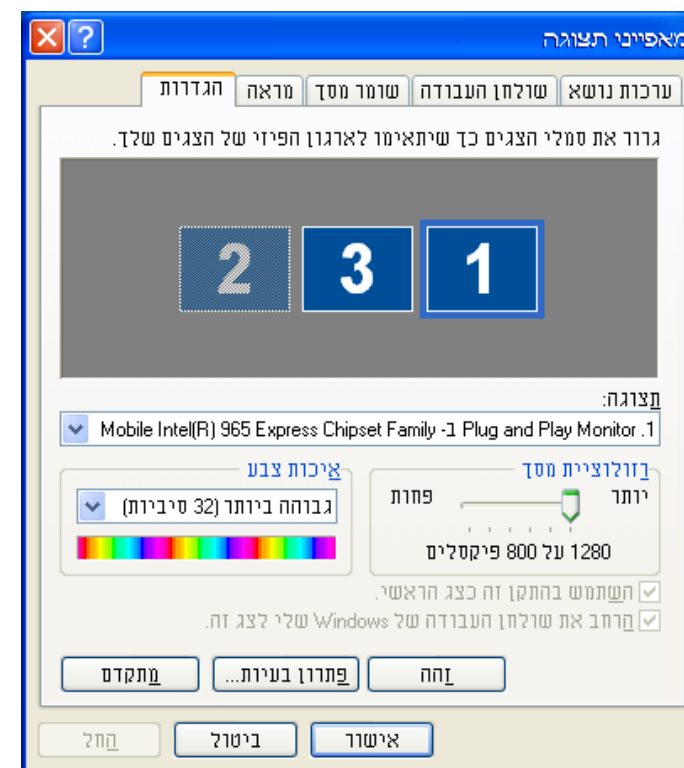 מאפייני תצוגה
ערכות נושא שולחן העבודה שומר מסך מראה הגדרות
גרור את סמלי הצגים כך שיתאימו לארגון הפיזי של הצגים שלך.
1 3 2
תצוגה:
1. Plug and Play Monitor ב- Mobile Intel(R) 965 Express Chipset Family
רזולוציית מסך איכות צבע
יותר פחות גבוהה ביותר (32 סיביות)
1280 על 800 פיקסלים
השתמש בהתקן זה כצג הראשי.
הרחב את שולחן העבודה של Windows שלי לצג זה.
זהה פתרון בעיות... מתקדם
אישור ביטול החל